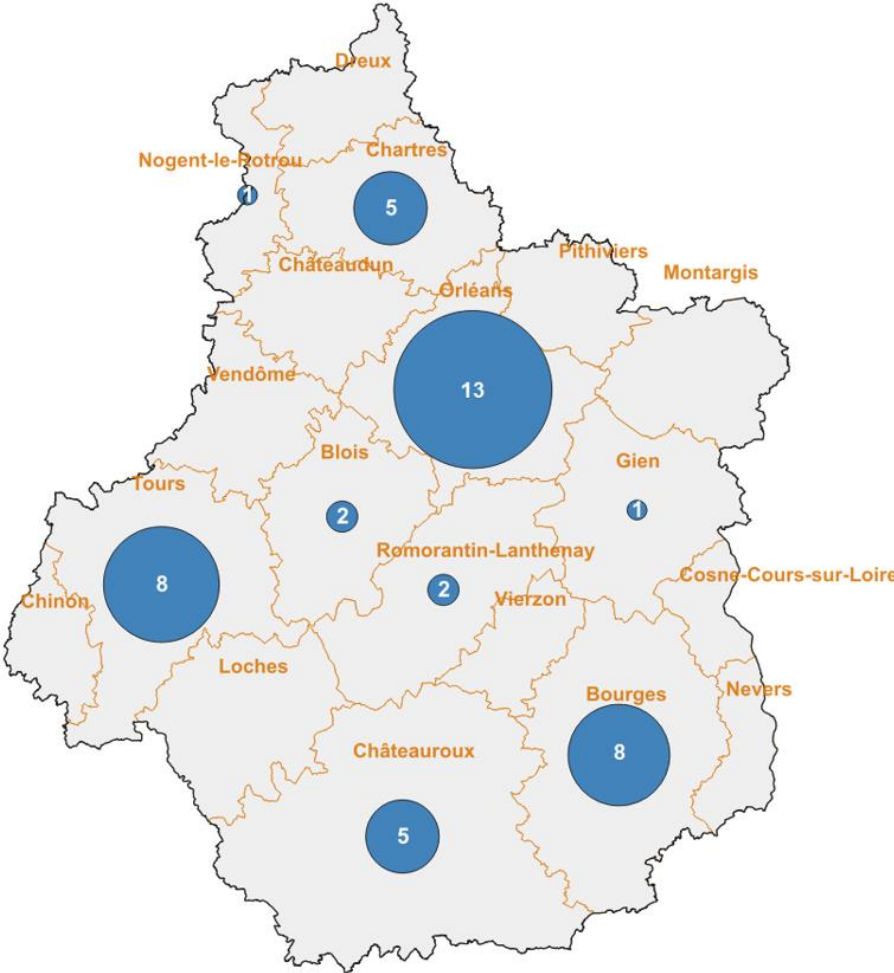 Dreux
Chartres
Nogent-le-Rotrou
1
5
Pithiviers
Châteaudun
Montargis
Orléans
Vendôme
13
Blois
Gien
Tours
1
2
Romorantin-Lanthenay
Cosne-Cours-sur-Loire
8
2
Chinon
Vierzon
Loches
Nevers
Bourges
Châteauroux
8
5